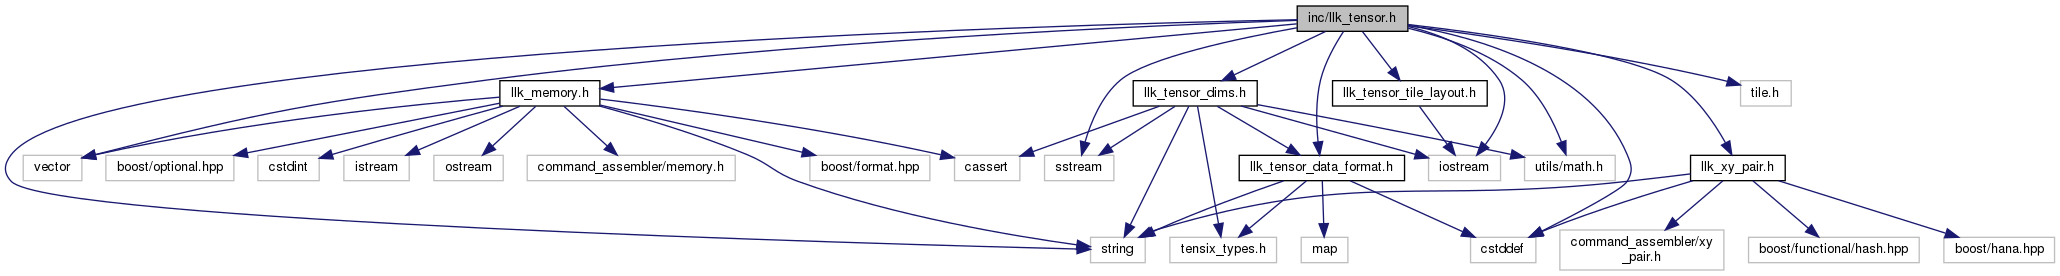 inc/llk_tensor.h
llk_memory.h
llk_tensor_dims.h
llk_tensor_tile_layout.h
tile.h
vector
boost/optional.hpp
cstdint
istream
ostream
command_assembler/memory.h
boost/format.hpp
cassert
sstream
llk_tensor_data_format.h
iostream
utils/math.h
llk_xy_pair.h
string
tensix_types.h
map
cstddef
command_assembler/xy
_pair.h
boost/functional/hash.hpp
boost/hana.hpp